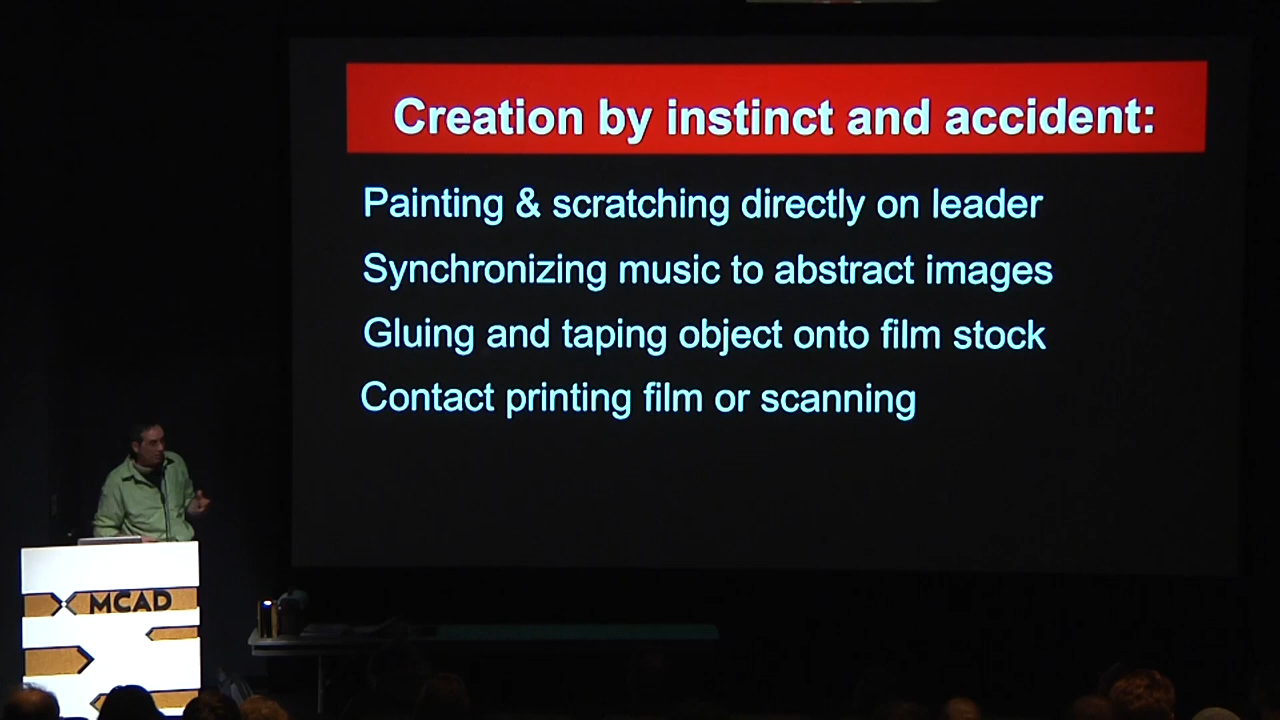 Creation by instinct and accident:
Painting & scratching directly on leader
Synchronizing music to abstract images
Gluing and taping object onto film stock
Contact printing film or scanning
MCAD